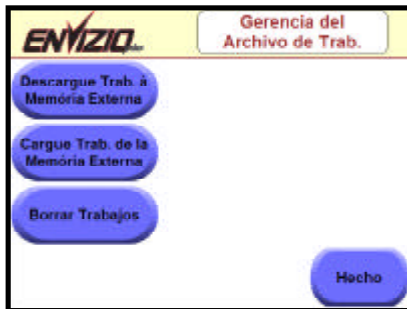 ENVIZIO
Gerencia del
Archivo de Trab.
Descargue Trab. à
Memória Externa
Cargue Trab. de la
Memória Externa
Borrar Trabajos
Hecho